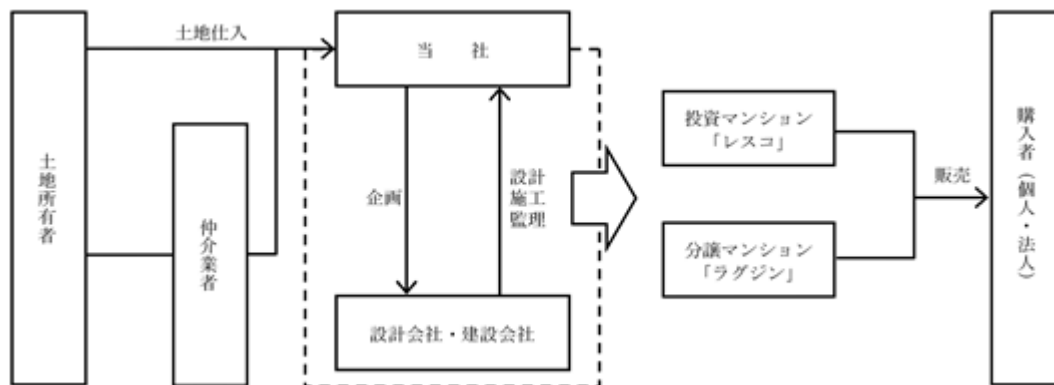 土地所有者
土地仕入
仲介業者
当　　社
企画
設計
施工
監理
設計会社・建設会社
投資マンション
「レスコ」
分譲マンション
「ラグジン」
販売
購入者（個人・法人）